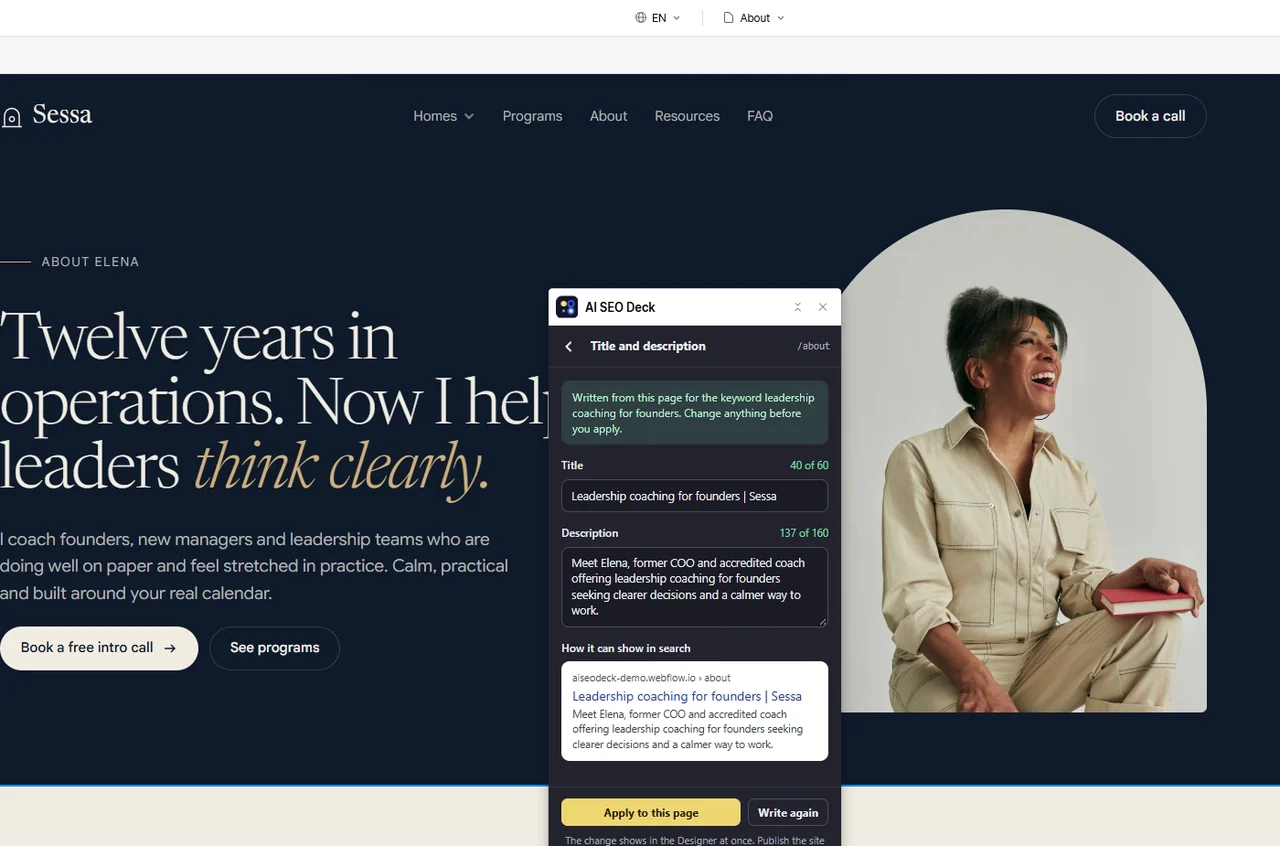 EN
About
Sessa
Homes
Programs
About
Resources
FAQ
Book a call
ABOUT ELENA
Twelve years in
operations. Now I help
leaders think clearly.
I coach founders, new managers and leadership teams who are
doing well on paper and feel stretched in practice. Calm, practical
and built around your real calendar.
Book a free intro call →
See programs
AI SEO Deck
Title and description
/about
Written from this page for the keyword leadership
coaching for founders. Change anything before
you apply.
Title
40 of 60
Leadership coaching for founders | Sessa
Description
137 of 160
Meet Elena, former COO and accredited coach
offering leadership coaching for founders
seeking clearer decisions and a calmer way to
work.
How it can show in search
aiseodeck-demo.webflow.io › about
Leadership coaching for founders | Sessa
Meet Elena, former COO and accredited coach
offering leadership coaching for founders seeking
clearer decisions and a calmer way to work.
Apply to this page
Write again
The change shows in the Designer at once. Publish the site